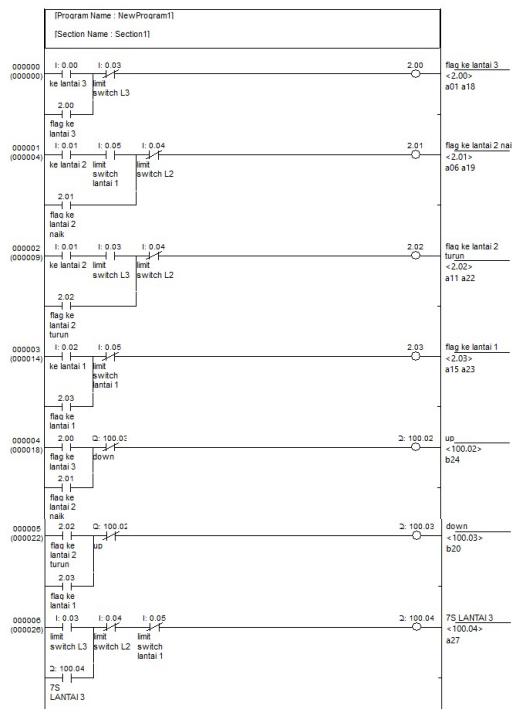 [Program Name : NewProgram1]
[Section Name : Section1]
000000
(000000)
I: 0.00
I: 0.03
2.00
flag ke lantai 3
<2.00>
a01 a18
ke lantai 3
limit
switch L3
2.00
flag ke
lantai 3
000001
(000004)
I: 0.01
I: 0.05
I: 0.04
2.01
flag ke lantai 2 nai
<2.01>
a06 a19
ke lantai 2
limit
switch
lantai 1
limit
switch L2
2.01
flag ke
lantai 2
naik
000002
(000009)
I: 0.01
I: 0.03
I: 0.04
2.02
flag ke lantai 2
turun
<2.02>
a11 a22
ke lantai 2
limit
switch L3
limit
switch L2
2.02
flag ke
lantai 2
turun
000003
(000014)
I: 0.02
I: 0.05
2.03
flag ke lantai 1
<2.03>
a15 a23
ke lantai 1
limit
switch
lantai 1
2.03
flag ke
lantai 1
000004
(000018)
2.00
Q: 100.03
Q: 100.02
up
<100.02>
b24
flag ke
lantai 3
down
2.01
flag ke
lantai 2
naik
000005
(000022)
2.02
Q: 100.02
Q: 100.03
down
<100.03>
b20
flag ke
lantai 2
turun
up
2.03
flag ke
lantai 1
000006
(000026)
I: 0.03
I: 0.04
I: 0.05
Q: 100.04
7S LANTAI 3
<100.04>
a27
limit
switch L3
limit
switch L2
limit
switch
lantai 1
Q: 100.04
7S
LANTAI 3